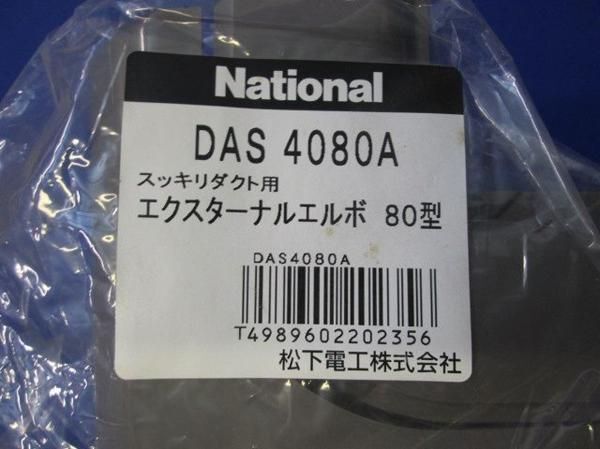 National
DAS 4080A
スッキリダクト用
エクスターナルエルボ 80型
DAS4080A
T4989602202356
松下電工株式会社